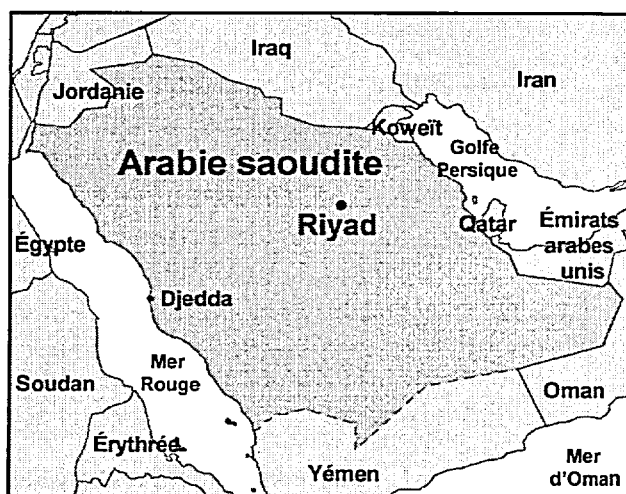 Iraq
Iran
Jordanie
Koweït
Golfe
Persique
Arabie saoudite
Riyad
Qatar
Émirats
arabes
unis
Égypte
Djedda
Mer
Rouge
Soudan
Oman
Érythrée
Yémen
Mer
d'Oman